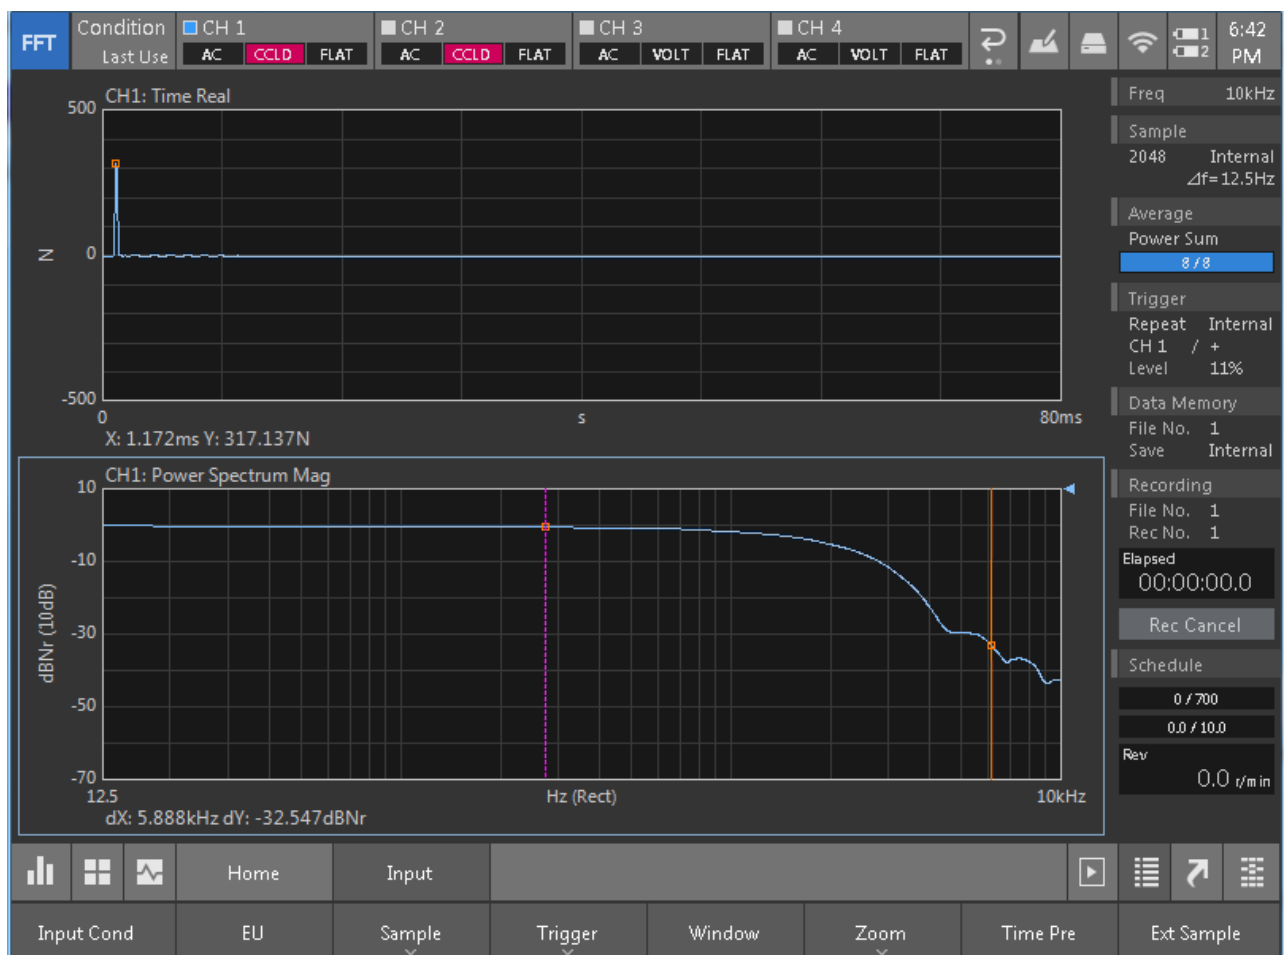 FFT
Condition
Last Use
CH 1
AC CCLD FLAT
CH 2
AC CCLD FLAT
CH 3
AC VOLT FLAT
CH 4
AC VOLT FLAT
1
2
6:42
PM
CH1: Time Real
500
N
0
-500
0
s
80ms
X: 1.172ms Y: 317.137N
CH1: Power Spectrum Mag
10
-10
-30
-50
-70
dBNr (10dB)
12.5
Hz (Rect)
10kHz
dX: 5.888kHz dY: -32.547dBNr
Freq 10kHz
Sample
2048 Internal
⊿f=12.5Hz
Average
Power Sum
8 / 8
Trigger
Repeat Internal
CH 1 / +
Level 11%
Data Memory
File No. 1
Save Internal
Recording
File No. 1
Rec No. 1
Elapsed
00:00:00.0
Rec Cancel
Schedule
0 / 700
0.0 / 10.0
Rev
0.0 r/min
Home
Input
Input Cond
EU
Sample
Trigger
Window
Zoom
Time Pre
Ext Sample